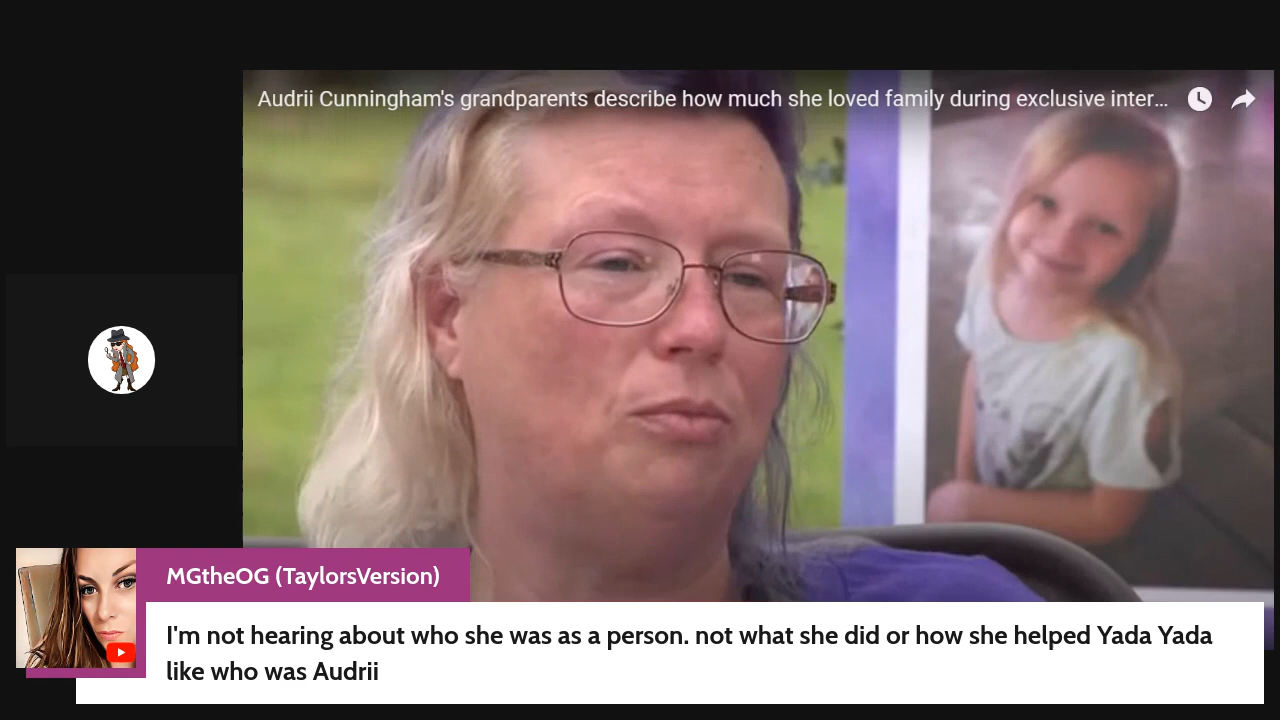 Audrii Cunningham's grandparents describe how much she loved family during exclusive inter...
MGtheOG (TaylorsVersion)
I'm not hearing about who she was as a person. not what she did or how she helped Yada Yada
like who was Audrii